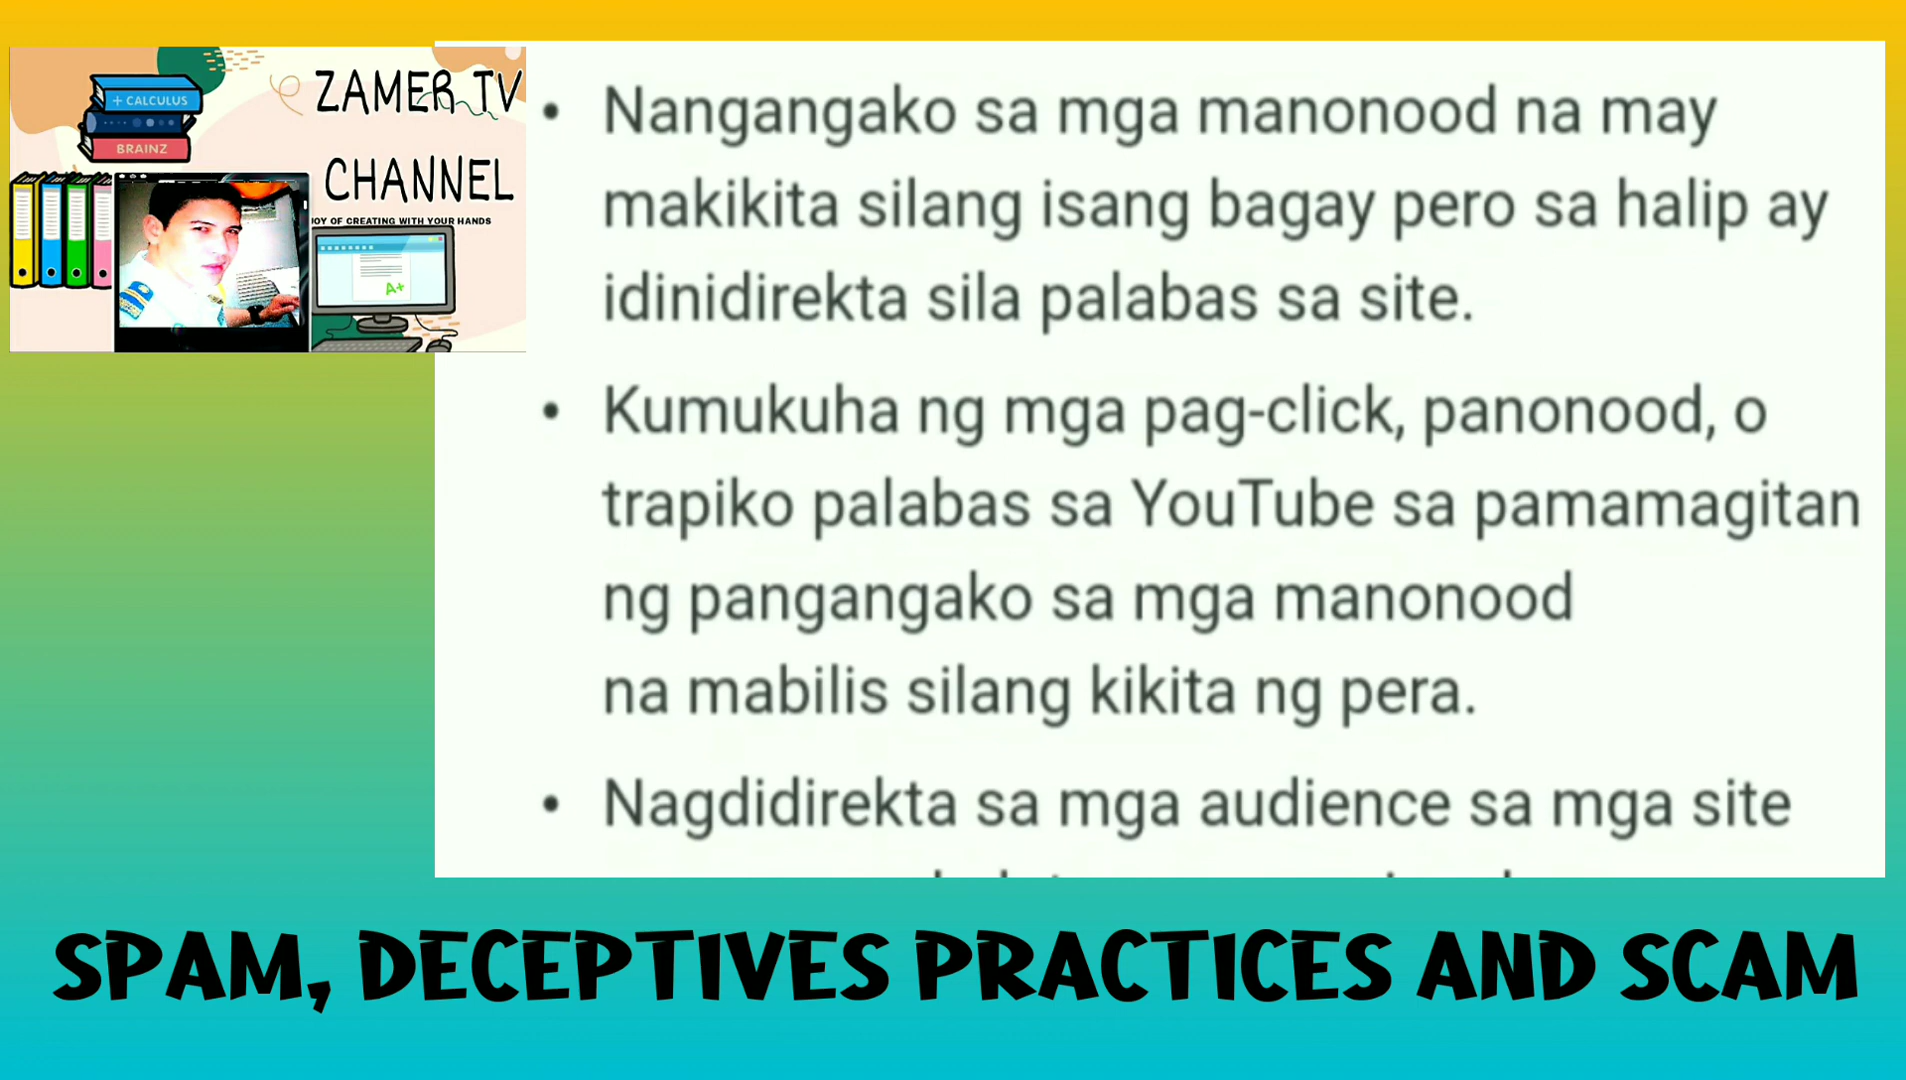 + CALCULUS
BRAINZ
ZAMER TV
CHANNEL
JOY OF CREATING WITH YOUR HANDS
A+
• Nangangako sa mga manonood na may
makikita silang isang bagay pero sa halip ay
idinidirekta sila palabas sa site.
• Kumukuha ng mga pag-click, panonood, o
trapiko palabas sa YouTube sa pamamagitan
ng pangangako sa mga manonood
na mabilis silang kikita ng pera.
• Nagdidirekta sa mga audience sa mga site
SPAM, DECEPTIVES PRACTICES AND SCAM